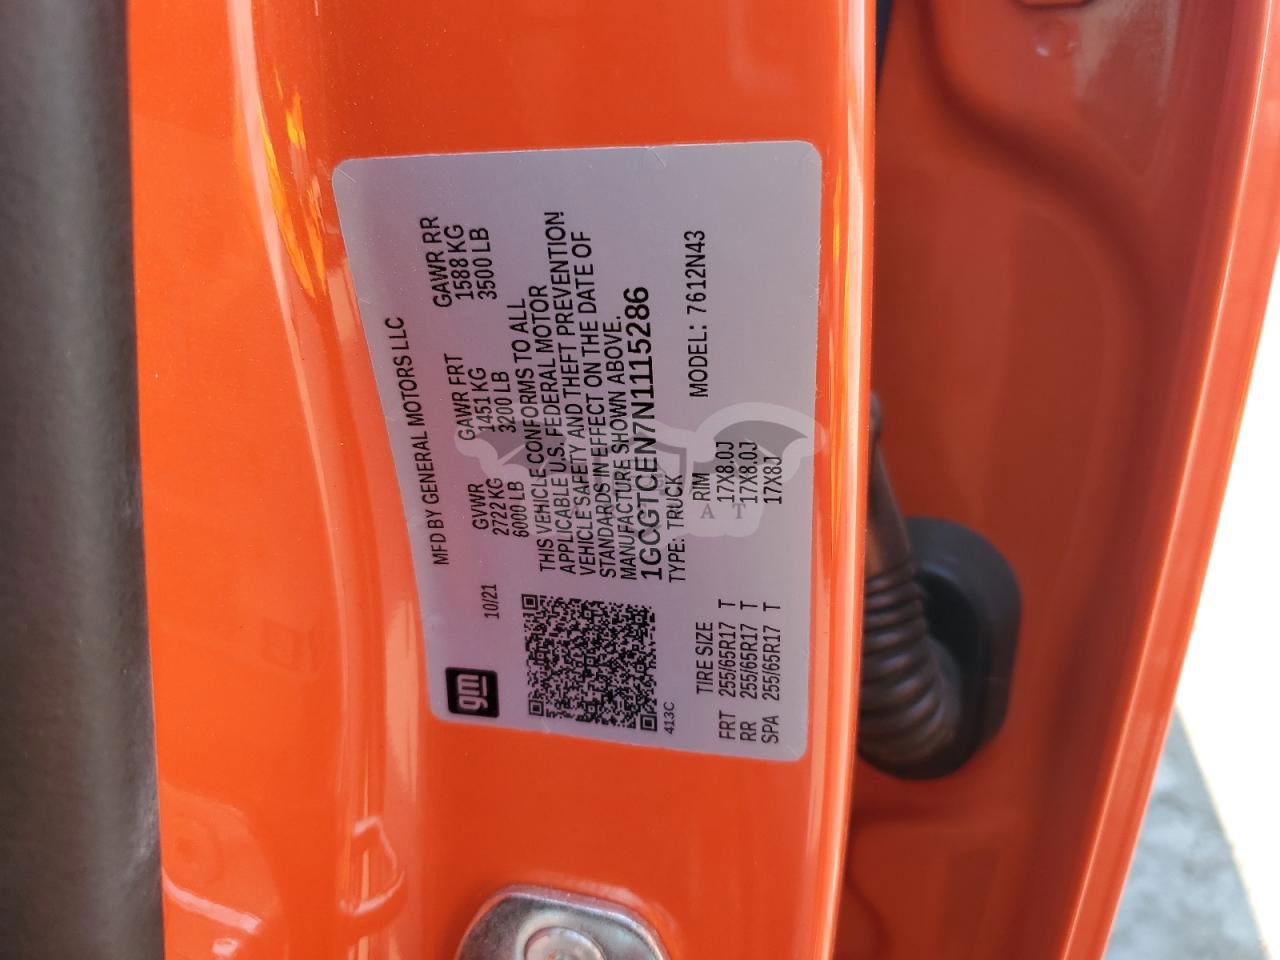 MFD BY GENERAL MOTORS LLC
gm
10/21
GVWR GAWR FRT GAWR RR
2722 KG 1451 KG 1588 KG
6000 LB 3200 LB 3500 LB
THIS VEHICLE CONFORMS TO ALL
APPLICABLE U.S. FEDERAL MOTOR
VEHICLE SAFETY AND THEFT PREVENTION
STANDARDS IN EFFECT ON THE DATE OF
MANUFACTURE SHOWN ABOVE.
1GCGTCEN7N1115286
413C
TYPE: TRUCK MODEL: 7612N43
TIRE SIZE RIM
FRT 255/65R17 T 17X8.0J
RR 255/65R17 T 17X8.0J
SPA 255/65R17 T 17X8J